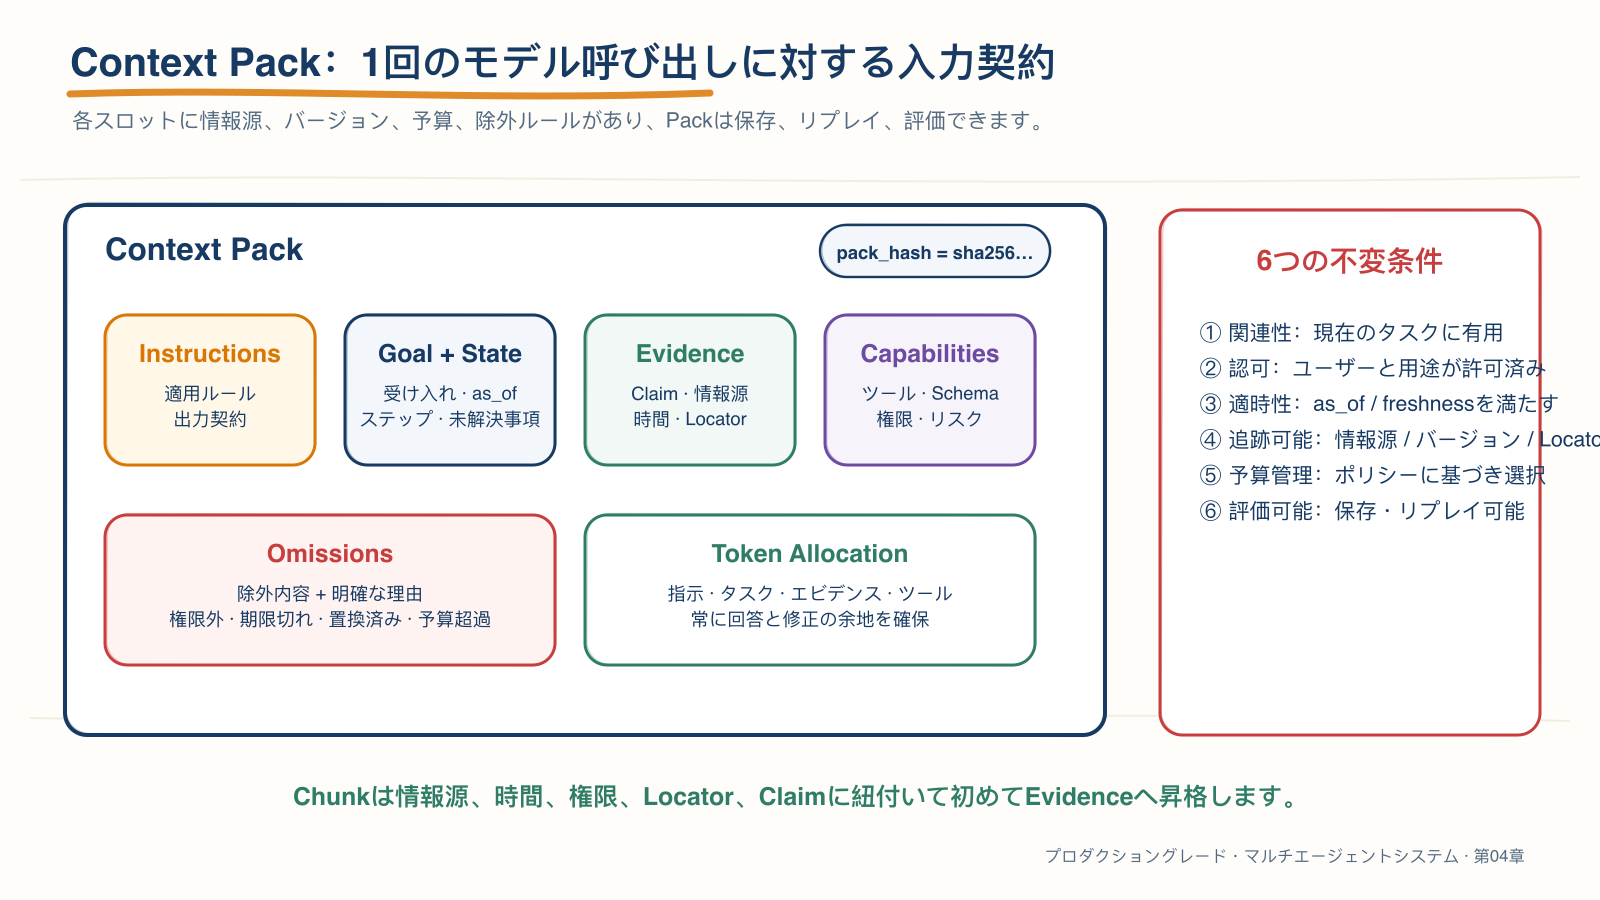 Context Pack：1回のモデル呼び出しに対する入力契約
各スロットに情報源、バージョン、予算、除外ルールがあり、Packは保存、リプレイ、評価できます。
Context Pack
pack_hash = sha256…
Instructions
適用ルール
出力契約
Goal + State
受け入れ · as_of
ステップ · 未解決事項
Evidence
Claim · 情報源
時間 · Locator
Capabilities
ツール · Schema
権限 · リスク
Omissions
除外内容 + 明確な理由
権限外 · 期限切れ · 置換済み · 予算超過
Token Allocation
指示 · タスク · エビデンス · ツール
常に回答と修正の余地を確保
6つの不変条件
① 関連性：現在のタスクに有用
② 認可：ユーザーと用途が許可済み
③ 適時性：as_of / freshnessを満たす
④ 追跡可能：情報源 / バージョン / Locato
⑤ 予算管理：ポリシーに基づき選択
⑥ 評価可能：保存・リプレイ可能
Chunkは情報源、時間、権限、Locator、Claimに紐付いて初めてEvidenceへ昇格します。
プロダクショングレード · マルチエージェントシステム · 第04章